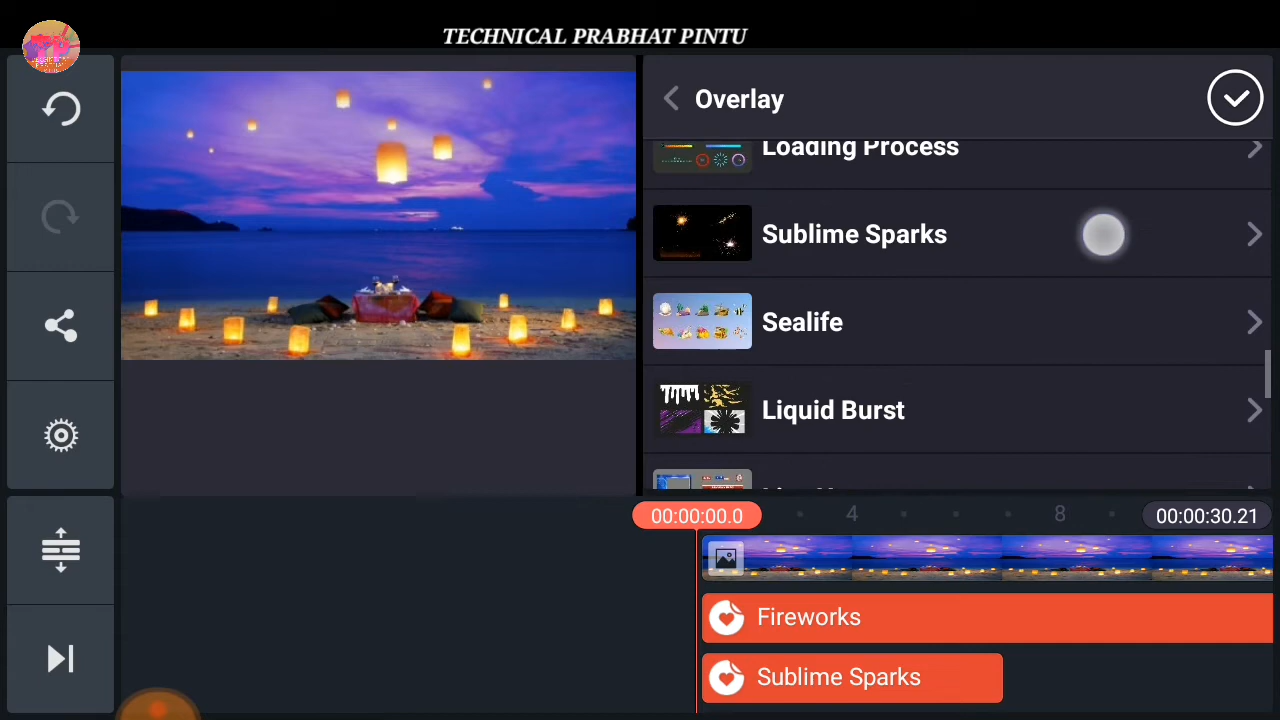 TECHNICAL PRABHAT PINTU
Overlay
Loading Process
Sublime Sparks
Sealife
Liquid Burst
00:00:00.0
4
8
00:00:30.21
Fireworks
Sublime Sparks